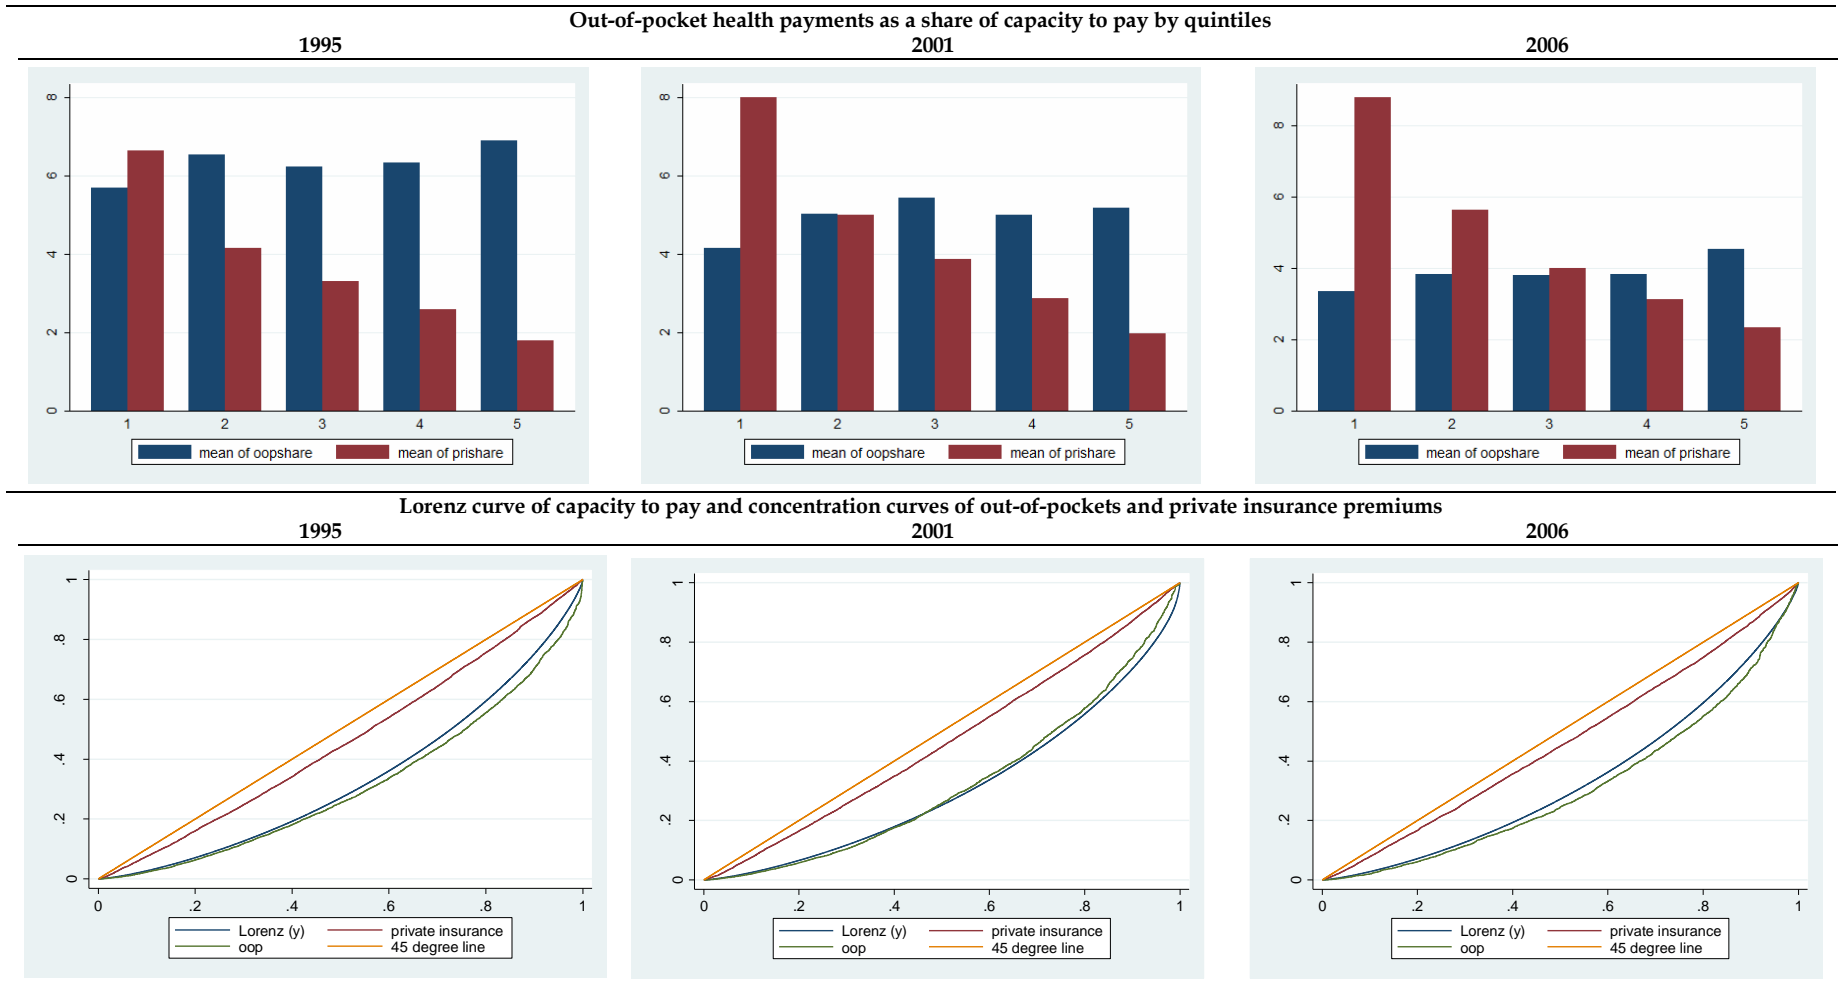 Out-of-pocket health payments as a share of capacity to pay by quintiles
1995 2001 2006
8
6
4
2
0
1 2 3 4 5
mean of oopshare mean of prishare
8
6
4
2
0
1 2 3 4 5
mean of oopshare mean of prishare
8
6
4
2
0
1 2 3 4 5
mean of oopshare mean of prishare
Lorenz curve of capacity to pay and concentration curves of out-of-pockets and private insurance premiums
1995 2001 2006
1
.8
.6
.4
.2
0
0 .2 .4 .6 .8 1
Lorenz (y) private insurance
oop 45 degree line
1
.8
.6
.4
.2
0
0 .2 .4 .6 .8 1
Lorenz (y) private insurance
oop 45 degree line
1
.8
.6
.4
.2
0
0 .2 .4 .6 .8 1
Lorenz (y) private insurance
oop 45 degree line